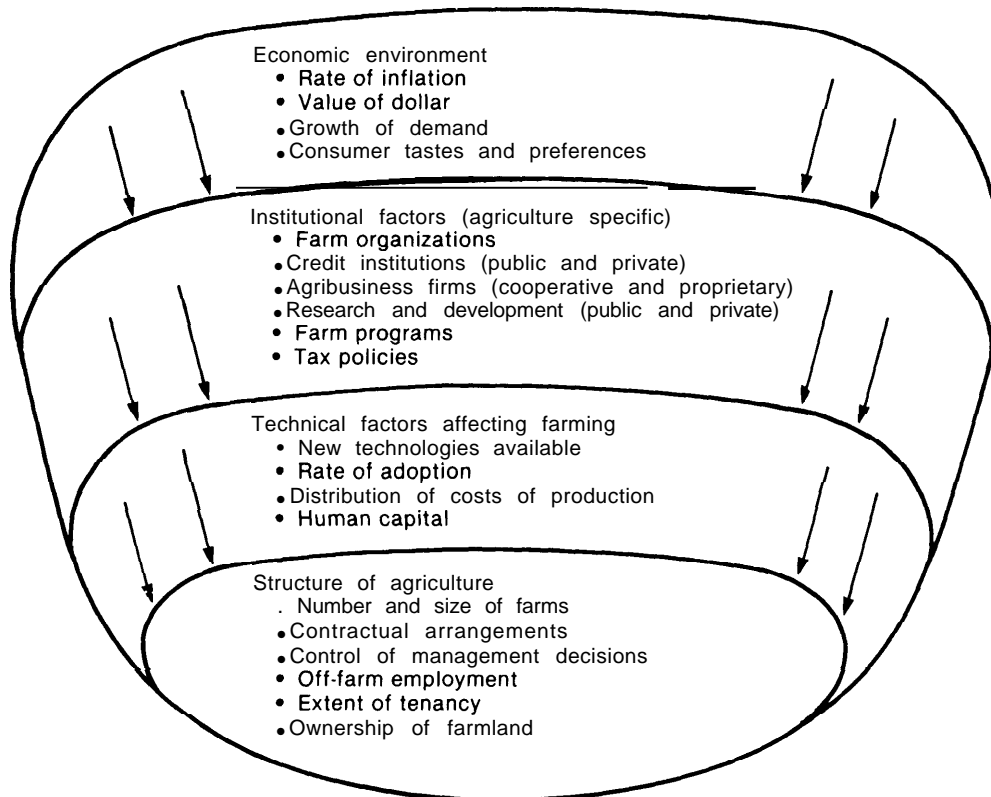 Economic environment
• Rate of inflation
• Value of dollar
• Growth of demand
• Consumer tastes and preferences
Institutional factors (agriculture specific)
• Farm organizations
• Credit institutions (public and private)
• Agribusiness firms (cooperative and proprietary)
• Research and development (public and private)
• Farm programs
• Tax policies
Technical factors affecting farming
• New technologies available
• Rate of adoption
• Distribution of costs of production
• Human capital
Structure of agriculture
. Number and size of farms
• Contractual arrangements
• Control of management decisions
• Off-farm employment
• Extent of tenancy
• Ownership of farmland